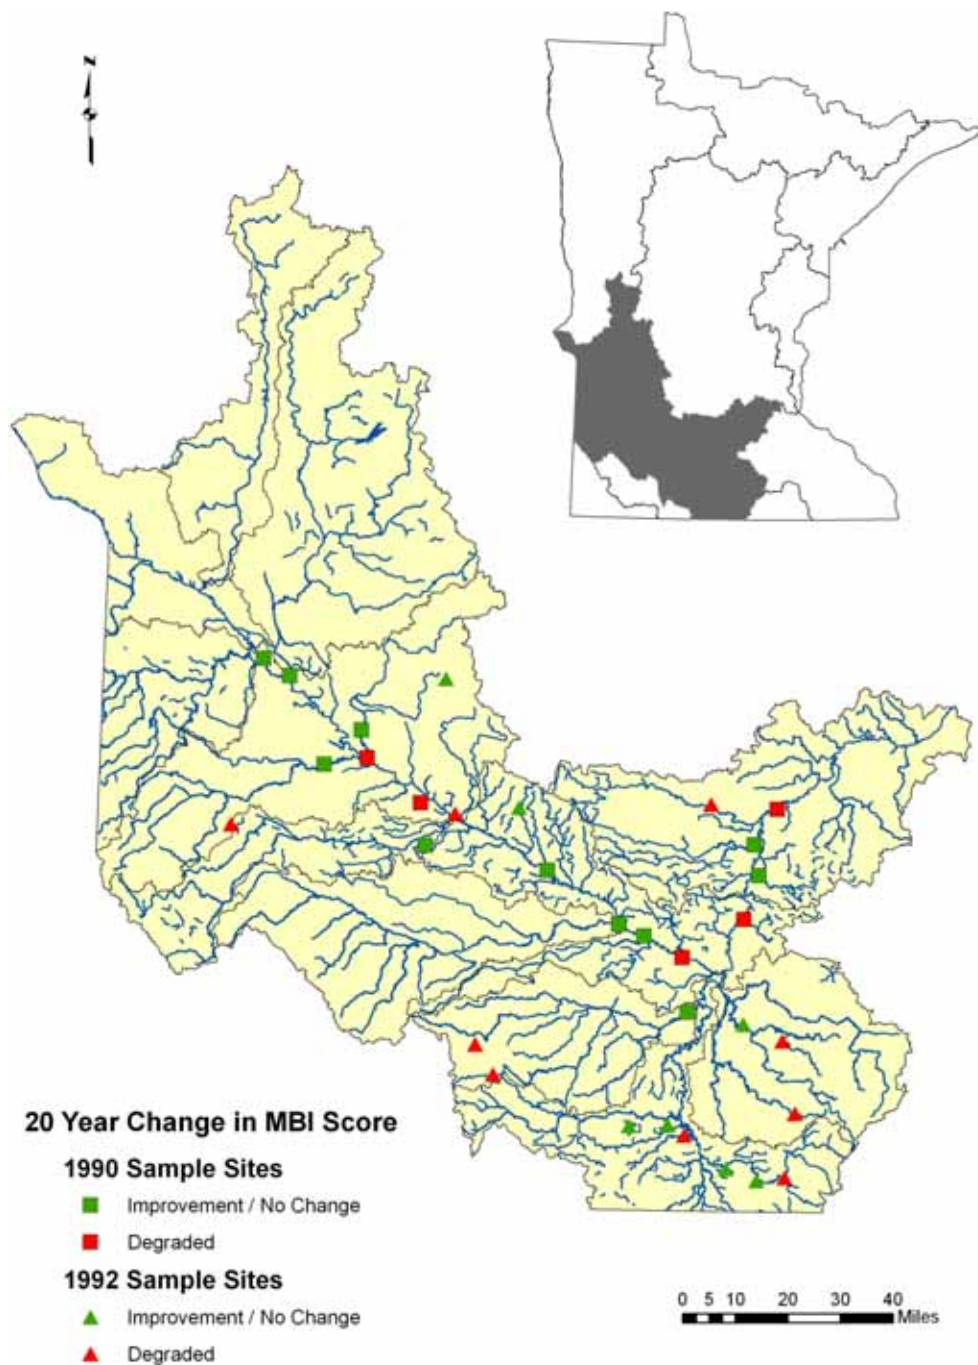 N
20 Year Change in MBI Score
1990 Sample Sites
Improvement / No Change
Degraded
1992 Sample Sites
Improvement / No Change
Degraded
0 5 10 20 30 40
Miles